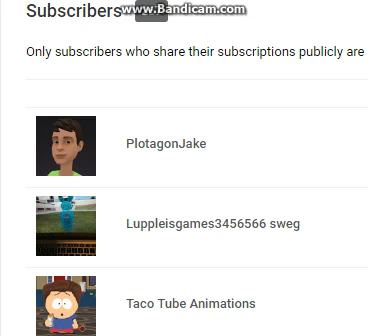 Subscribers
www.Bandicam.com
Only subscribers who share their subscriptions publicly are
PlotagonJake
Luppleisgames3456566 sweg
Taco Tube Animations